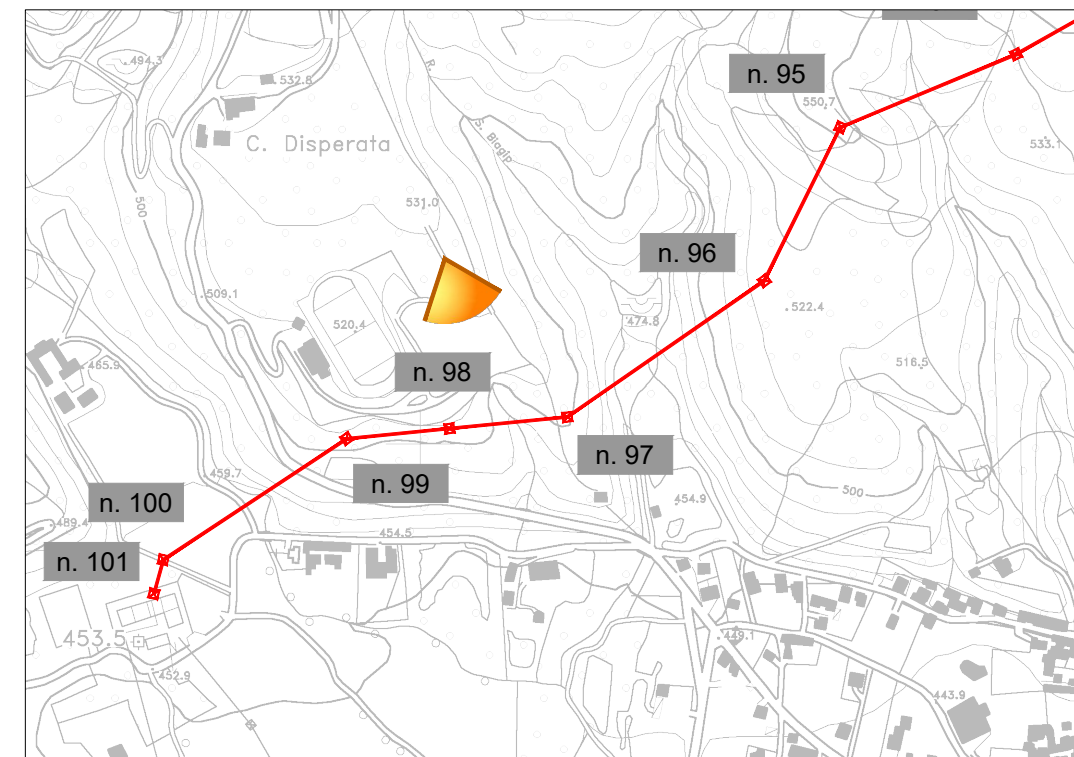 n. 95
494.3
532.8
550.7
C. Disperata
533.1
R.
S. Biagio
500
531.0
n. 96
509.1
520.4
474.8
522.4
465.9
n. 98
516.5
n. 97
459.7
n. 99
500
n. 100
454.9
489.4
454.5
n. 101
453.5
449.1
452.9
443.9